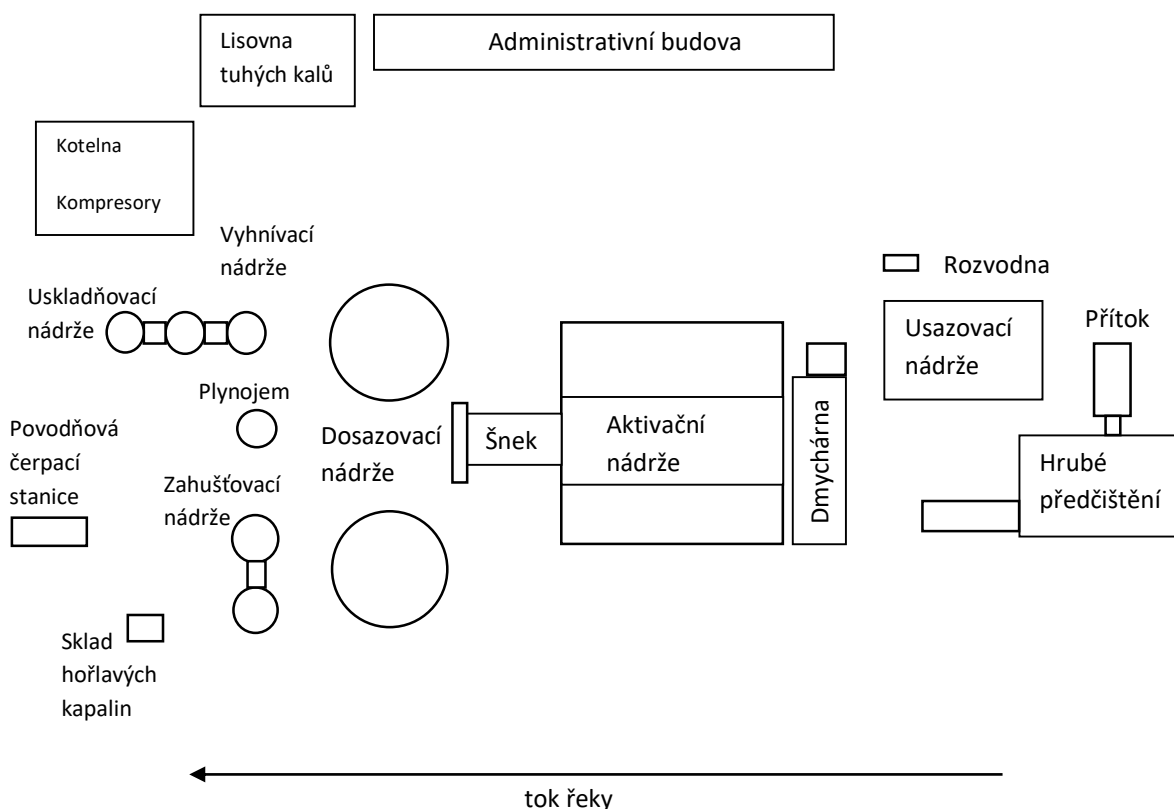 Lisovna
tuhých kalů
Administrativní budova
Kotelna
Kompresory
Vyhnívací
nádrže
Uskladňovací
nádrže
Rozvodna
Usazovací
nádrže
Přítok
Plynojem
Povodňová
čerpací
stanice
Dosazovací
nádrže
Šnek
Aktivační
nádrže
Dmychárna
Hrubé
předčištění
Zahušťovací
nádrže
Sklad
hořlavých
kapalin
tok řeky